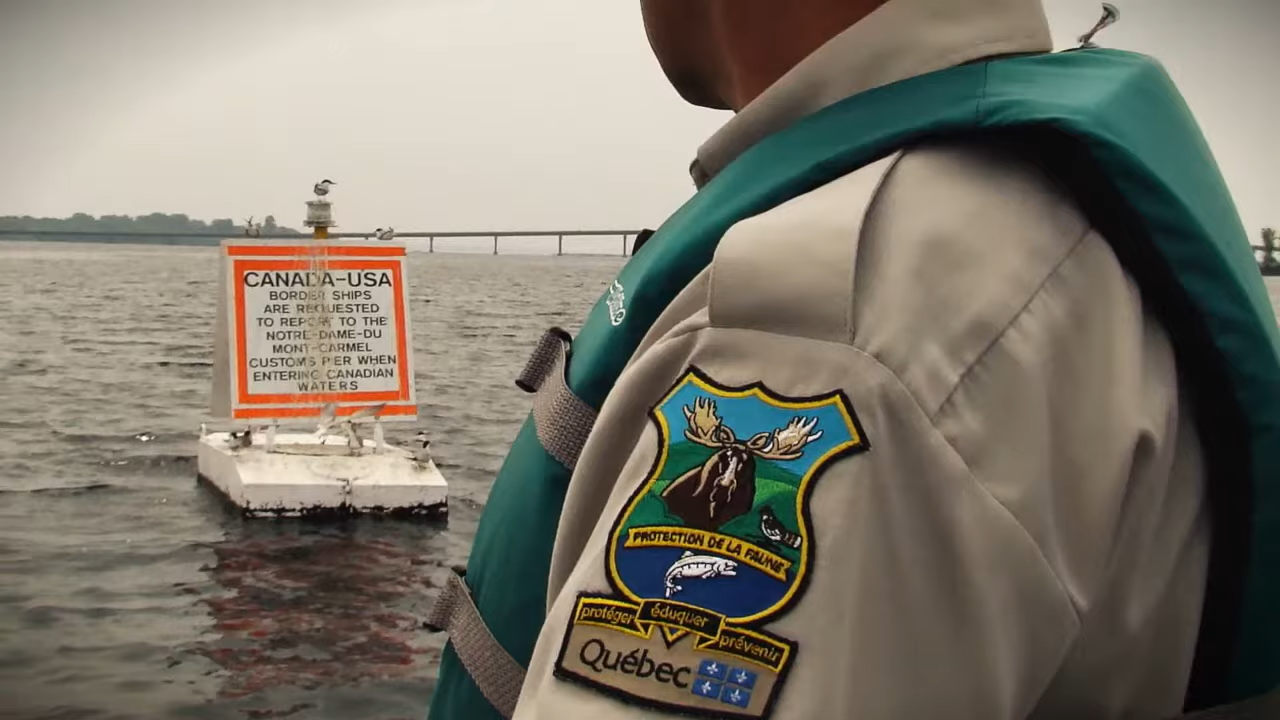 CANADA-USA
BORDER SHIPS
ARE REQUESTED
TO REPORT TO THE
NOTRE-DAME-DU
MONT-CARMEL
CUSTOMS PIER WHEN
ENTERING CANADIAN
WATERS
PROTECTION DE LA FAUNE
protéger éduquer prévenir
Québec